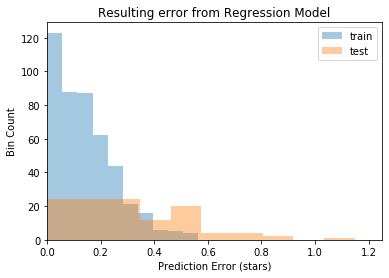 Resulting error from Regression Model
train
test
Bin Count
120
100
80
60
40
20
0
0.0 0.2 0.4 0.6 0.8 1.0 1.2
Prediction Error (stars)